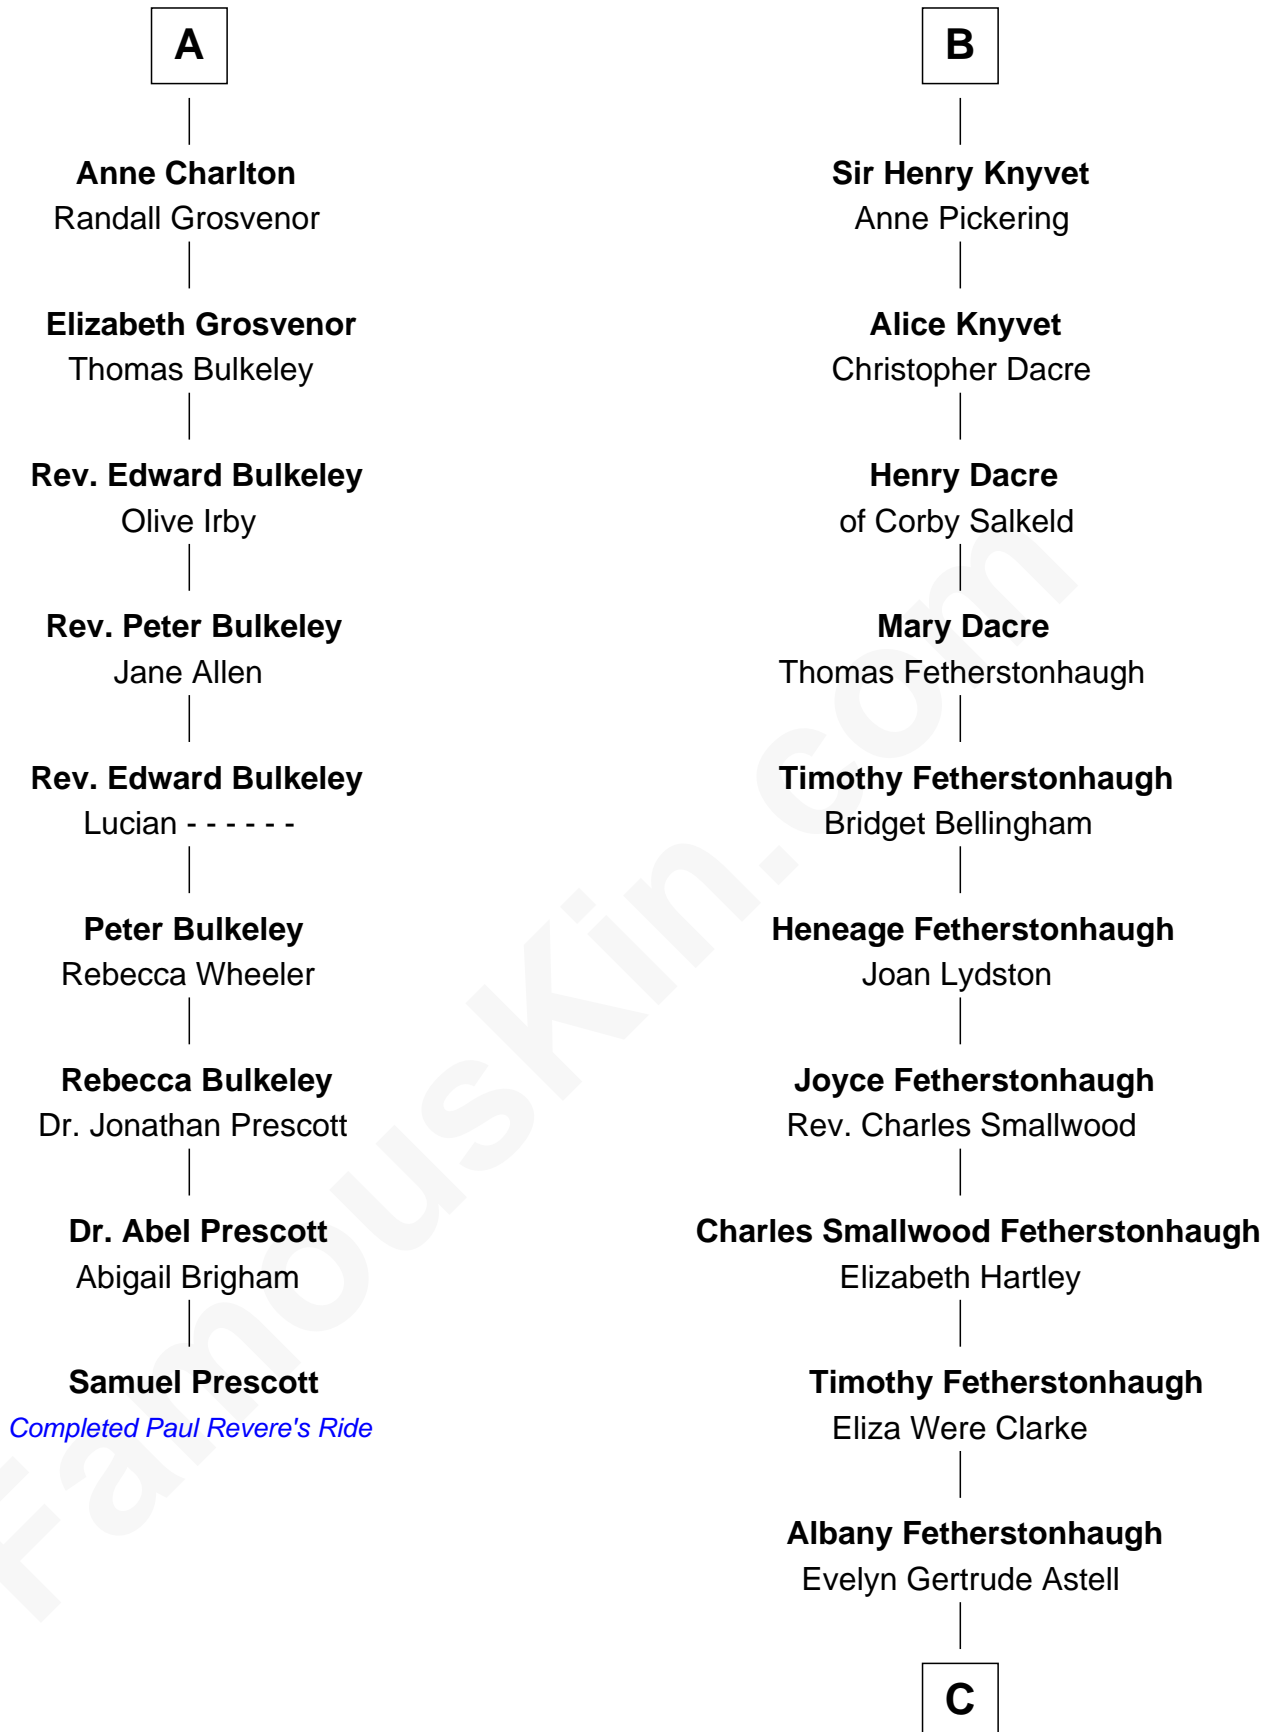 A
Anne Charlton
Randall Grosvenor
Elizabeth Grosvenor
Thomas Bulkeley
Rev. Edward Bulkeley
Olive Irby
Rev. Peter Bulkeley
Jane Allen
Rev. Edward Bulkeley
Lucian - - - - - -
Peter Bulkeley
Rebecca Wheeler
Rebecca Bulkeley
Dr. Jonathan Prescott
Dr. Abel Prescott
Abigail Brigham
Samuel Prescott
Completed Paul Revere's Ride
B
Sir Henry Knyvet
Anne Pickering
Alice Knyvet
Christopher Dacre
Henry Dacre
of Corby Salkeld
Mary Dacre
Thomas Fetherstonhaugh
Timothy Fetherstonhaugh
Bridget Bellingham
Heneage Fetherstonhaugh
Joan Lydston
Joyce Fetherstonhaugh
Rev. Charles Smallwood
Charles Smallwood Fetherstonhaugh
Elizabeth Hartley
Timothy Fetherstonhaugh
Eliza Were Clarke
Albany Fetherstonhaugh
Evelyn Gertrude Astell
C
FamousKin.com